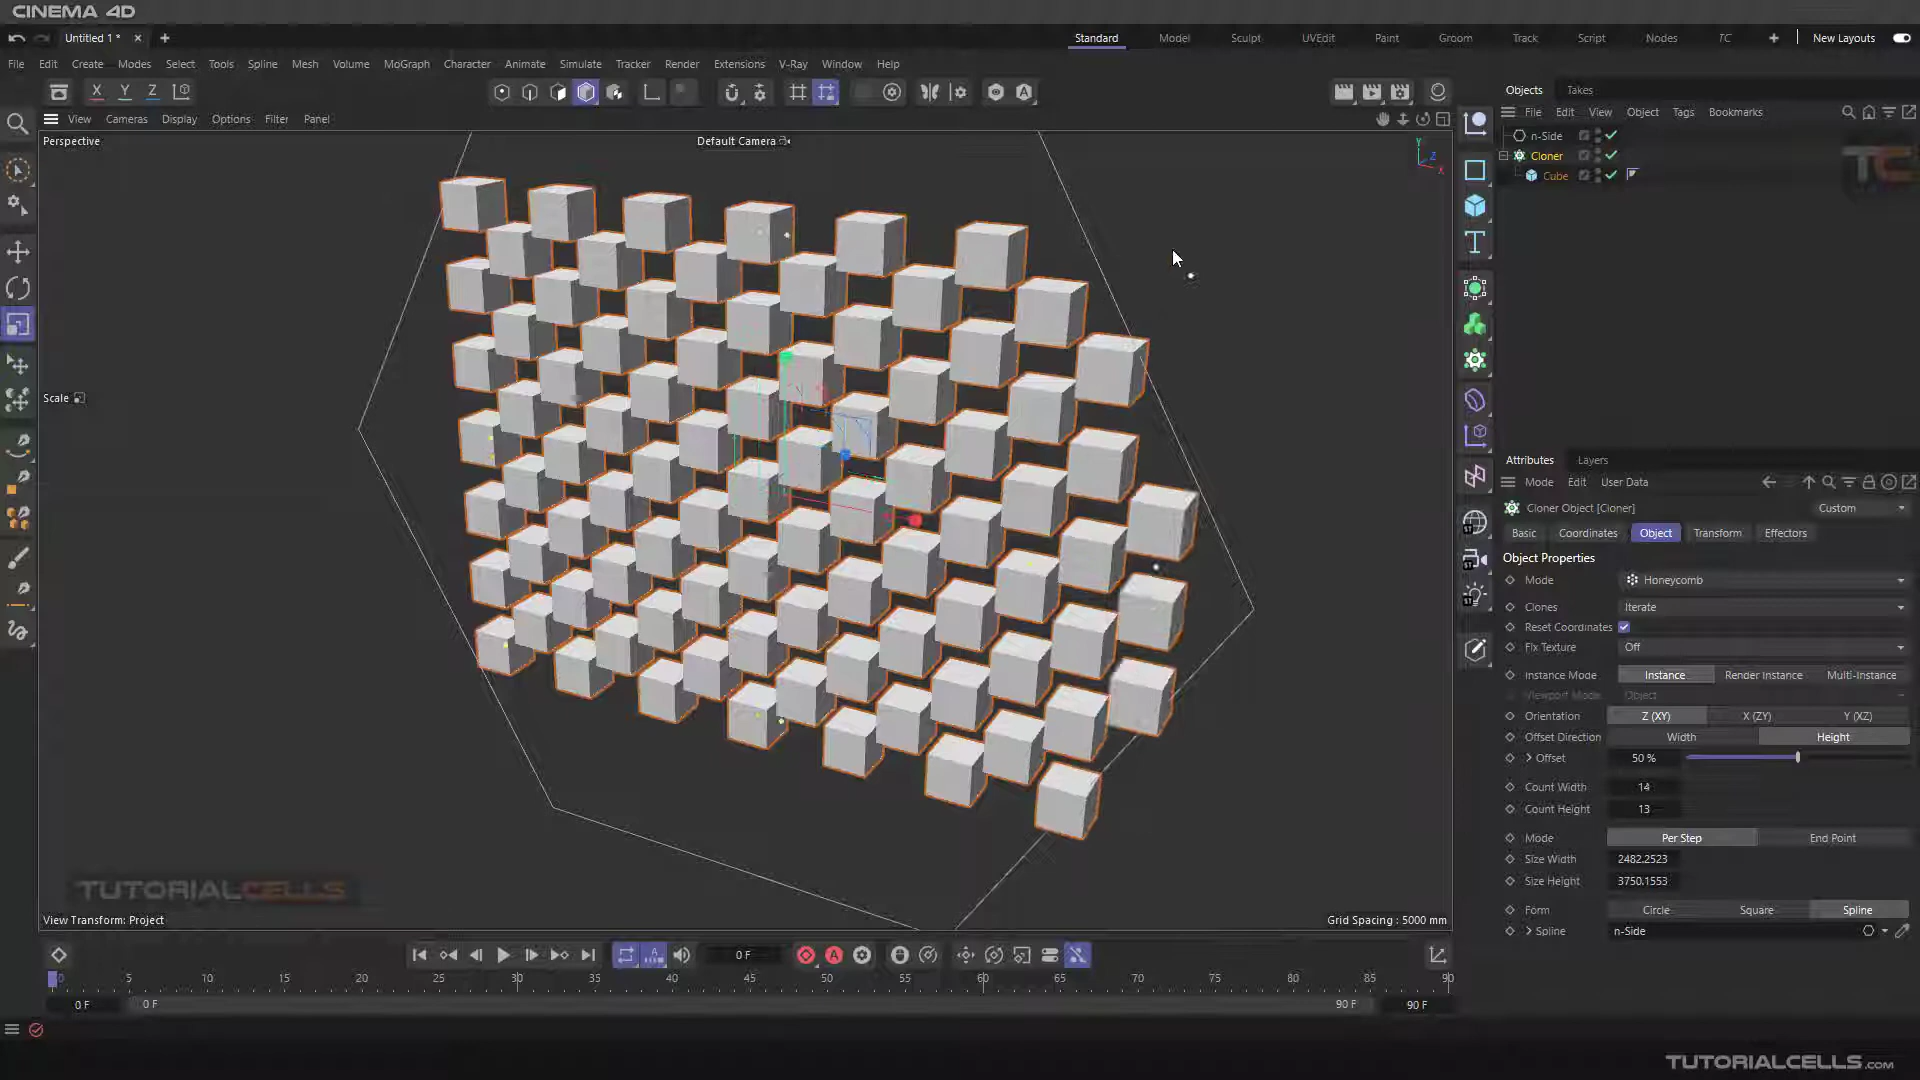 CINEMA 4D
Untitled 1 *
Standard Model Sculpt UVEdit Paint Groom Track Script Nodes TC New Layouts
File Edit Create Modes Select Tools Spline Mesh Volume MoGraph Character Animate Simulate Tracker Render Extensions V-Ray Window Help
X Y Z
View Cameras Display Options Filter Panel
Perspective
Default Camera
Y
Z
X
Scale
TUTORIALCELLS
View Transform: Project
Grid Spacing : 5000 mm
Objects Takes
File Edit View Object Tags Bookmarks
n-Side
Cloner
Cube
TC
Attributes Layers
Mode Edit User Data
Cloner Object [Cloner] Custom
Basic Coordinates Object Transform Effectors
Object Properties
Mode Honeycomb
Clones Iterate
Reset Coordinates
Fix Texture Off
Instance Mode Instance Render Instance Multi-Instance
Viewport Mode Object
Orientation Z (XY) X (ZY) Y (XZ)
Offset Direction Width Height
Offset 50 %
Count Width 14
Count Height 13
Mode Per Step End Point
Size Width 2482.2523
Size Height 3750.1553
Form Circle Square Spline
Spline n-Side
0 F
0 5 10 15 20 25 30 35 40 45 50 55 60 65 70 75 80 85 90
0 F 0 F 90 F 90 F
TUTORIALCELLS.COM